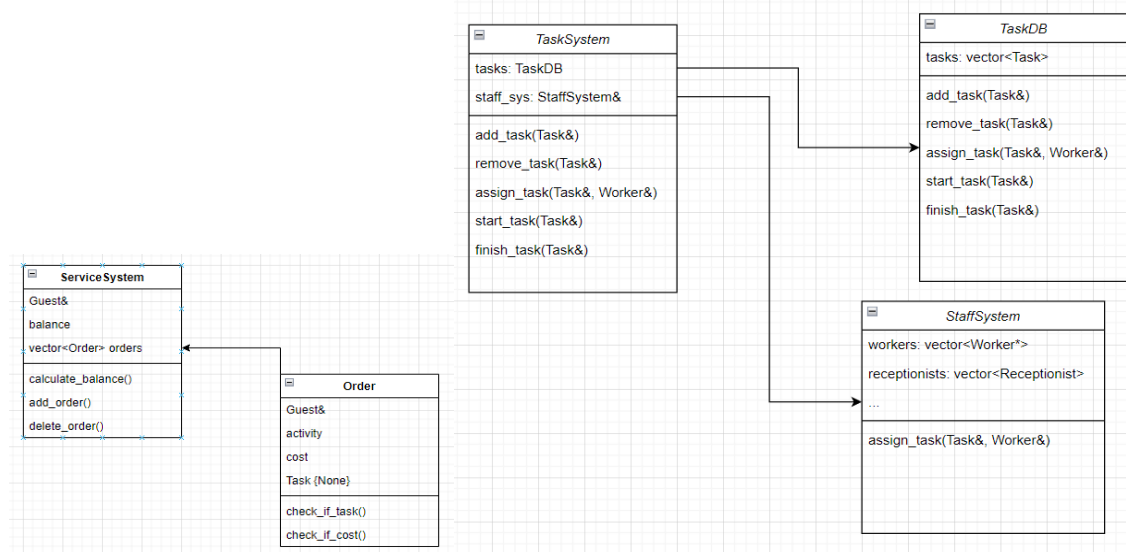 TaskSystem
tasks: TaskDB
staff_sys: StaffSystem&
add_task(Task&)
remove_task(Task&)
assign_task(Task&, Worker&)
start_task(Task&)
finish_task(Task&)
TaskDB
tasks: vector<Task>
add_task(Task&)
remove_task(Task&)
assign_task(Task&, Worker&)
start_task(Task&)
finish_task(Task&)
ServiceSystem
Guest&
balance
vector<Order> orders
calculate_balance()
add_order()
delete_order()
Order
Guest&
activity
cost
Task {None}
check_if_task()
check_if_cost()
StaffSystem
workers: vector<Worker*>
receptionists: vector<Receptionist>
...
assign_task(Task&, Worker&)